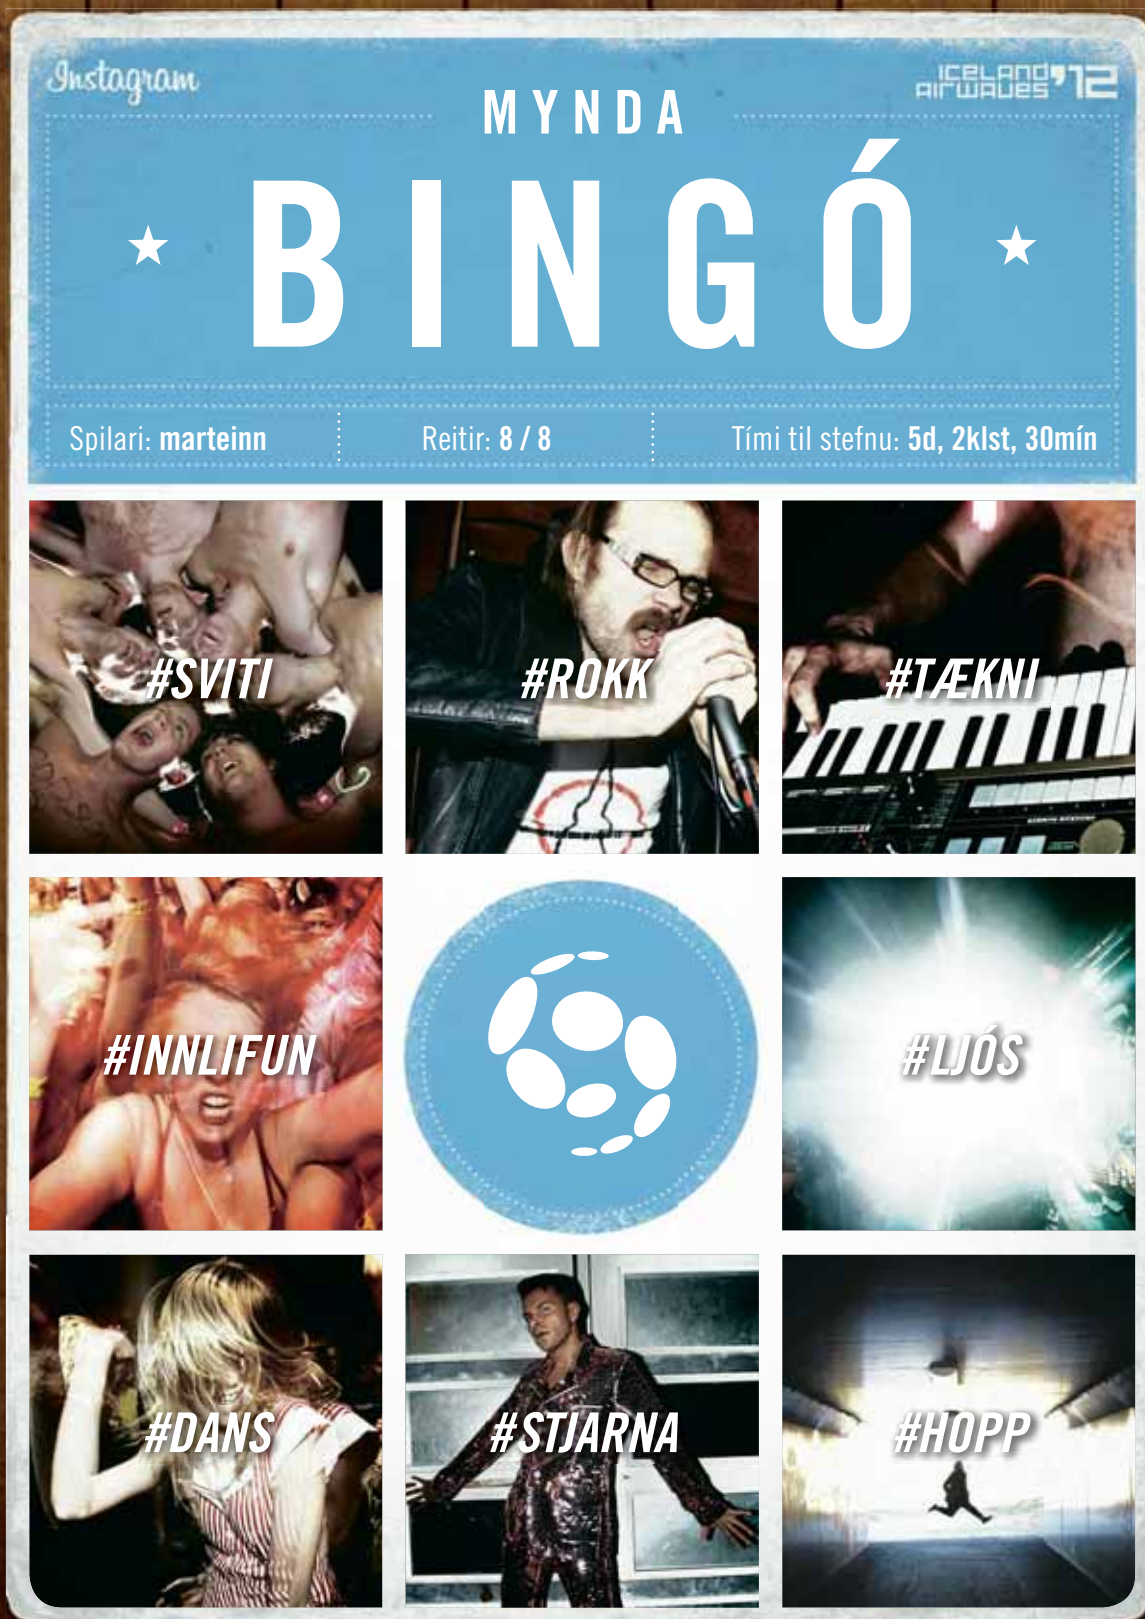 Instagram
ICELAND AIRWAVES '12
MYNDA
BINGÓ
Spilari: marteinn
Reitir: 8 / 8
Tími til stefnu: 5d, 2klst, 30mín
#SVITI
#ROKK
#TÆKNI
#INNLIFUN
#LJÓS
#DANS
#STJARNA
#HOPP